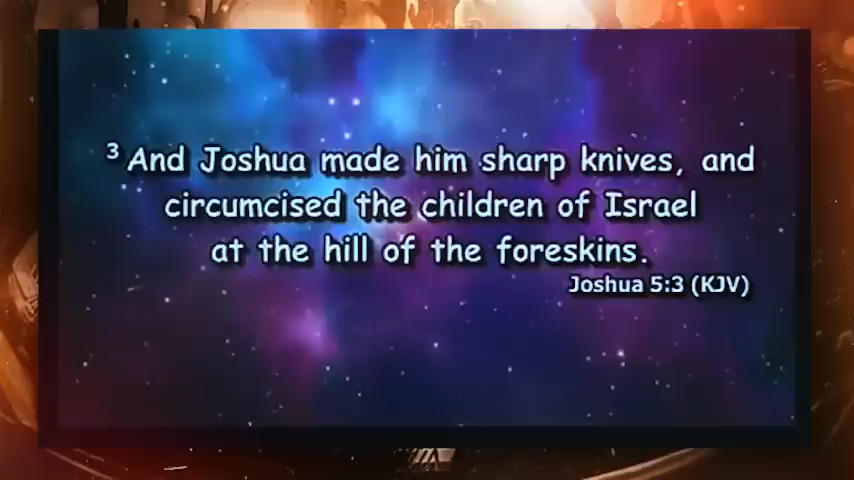 ³ And Joshua made him sharp knives, and
circumcised the children of Israel
at the hill of the foreskins.
Joshua 5:3 (KJV)